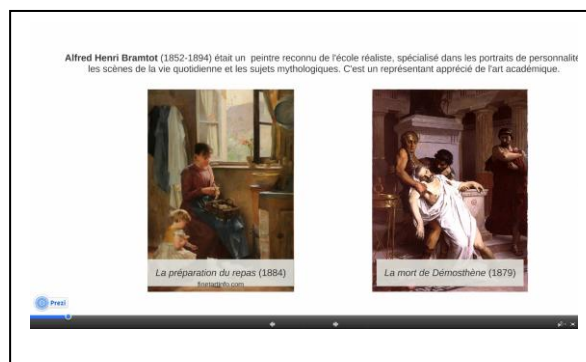 Alfred Henri Bramtot (1852-1894) était un peintre reconnu de l'école réaliste, spécialisé dans les portraits de personnalité
les scènes de la vie quotidienne et les sujets mythologiques. C'est un représentant apprécié de l'art académique.
La préparation du repas (1884)
La mort de Démosthène (1879)
Prezi